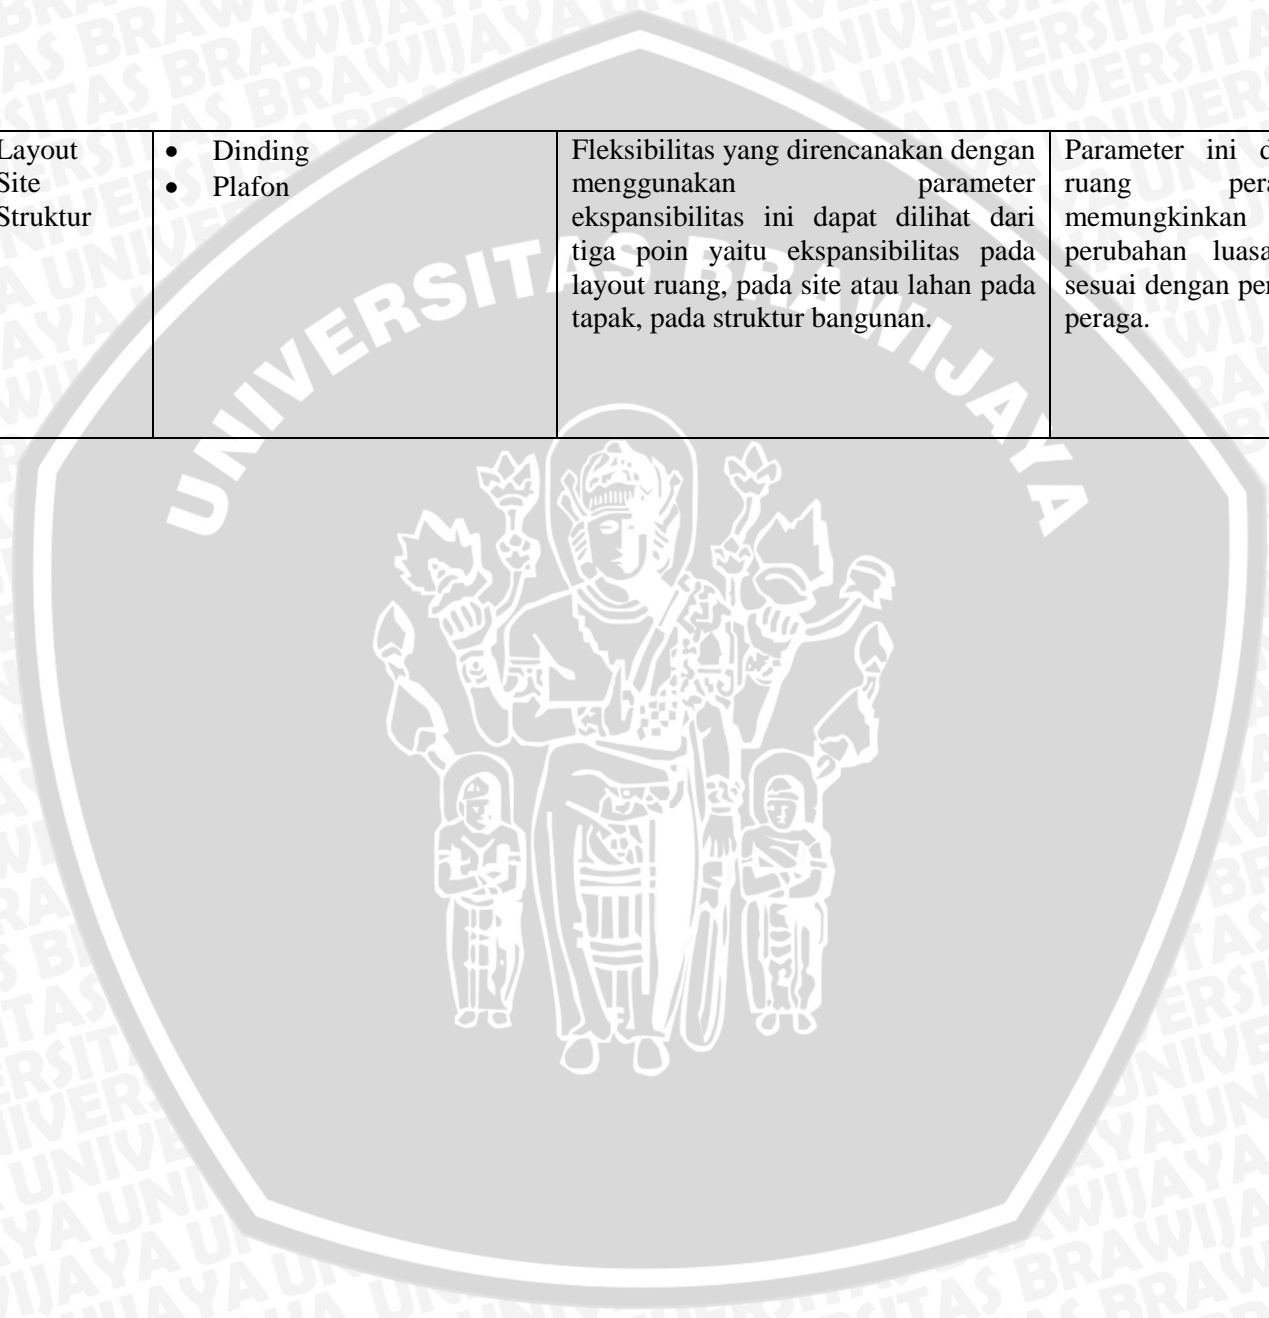 Layout
Site
Struktur
• Dinding
• Plafon
Fleksibilitas yang direncanakan dengan
menggunakan parameter
ekspansibilitas ini dapat dilihat dari
tiga poin yaitu ekspansibilitas pada
layout ruang, pada site atau lahan pada
tapak, pada struktur bangunan.
Parameter ini
ruang
memungkinkan
perubahan
sesuai dengan
peraga.
UNIVERSITAS BRAWIJAYA